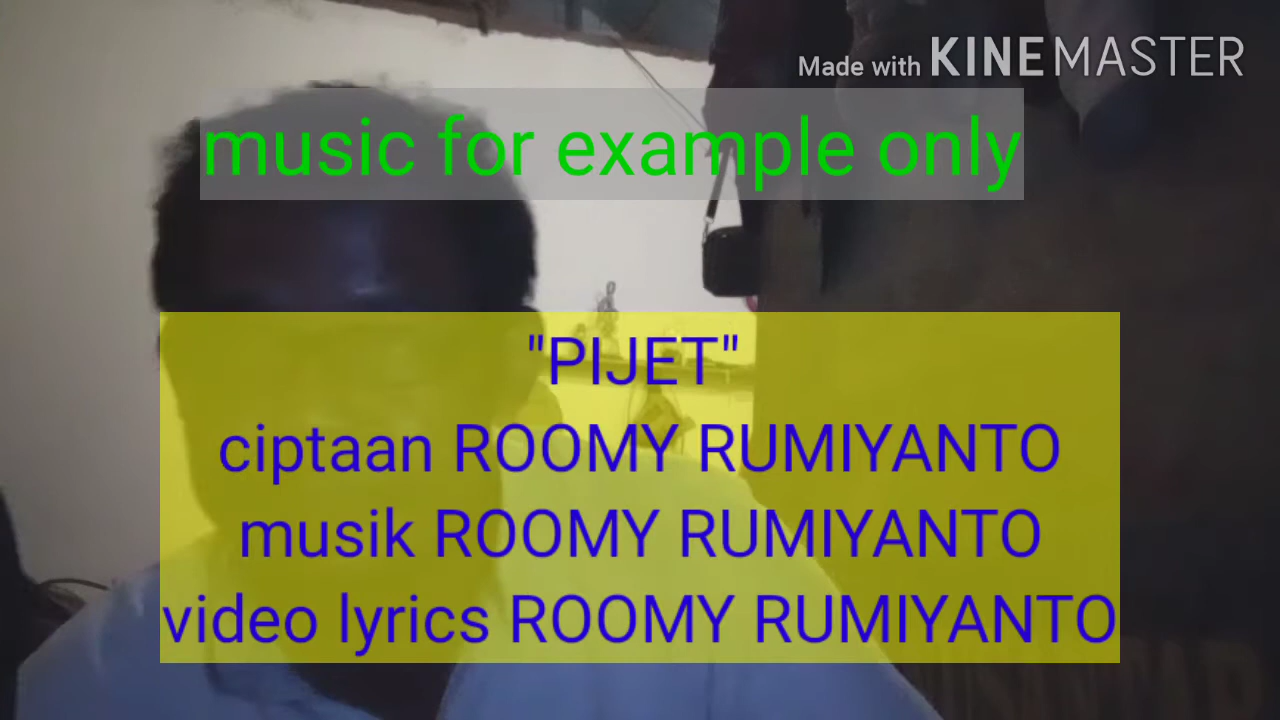 Made with KINEMASTER
music for example only
"PIJET"
ciptaan ROOMY RUMIYANTO
musik ROOMY RUMIYANTO
video lyrics ROOMY RUMIYANTO